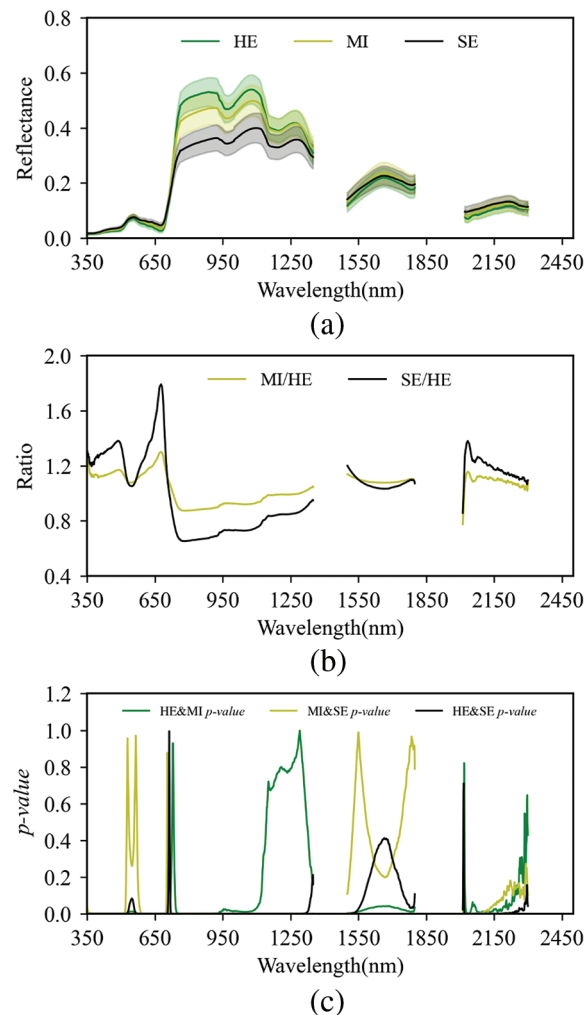 HE MI SE
0.8
0.6
0.4
0.2
0.0
Reflectance
350 650 950 1250 1550 1850 2150 2450
Wavelength(nm)
(a)
MI/HE SE/HE
2.0
1.6
1.2
0.8
0.4
Ratio
350 650 950 1250 1550 1850 2150 2450
Wavelength(nm)
(b)
HE&MI p-value MI&SE p-value HE&SE p-value
1.2
1.0
0.8
0.6
0.4
0.2
0.0
p-value
350 650 950 1250 1550 1850 2150 2450
Wavelength(nm)
(c)